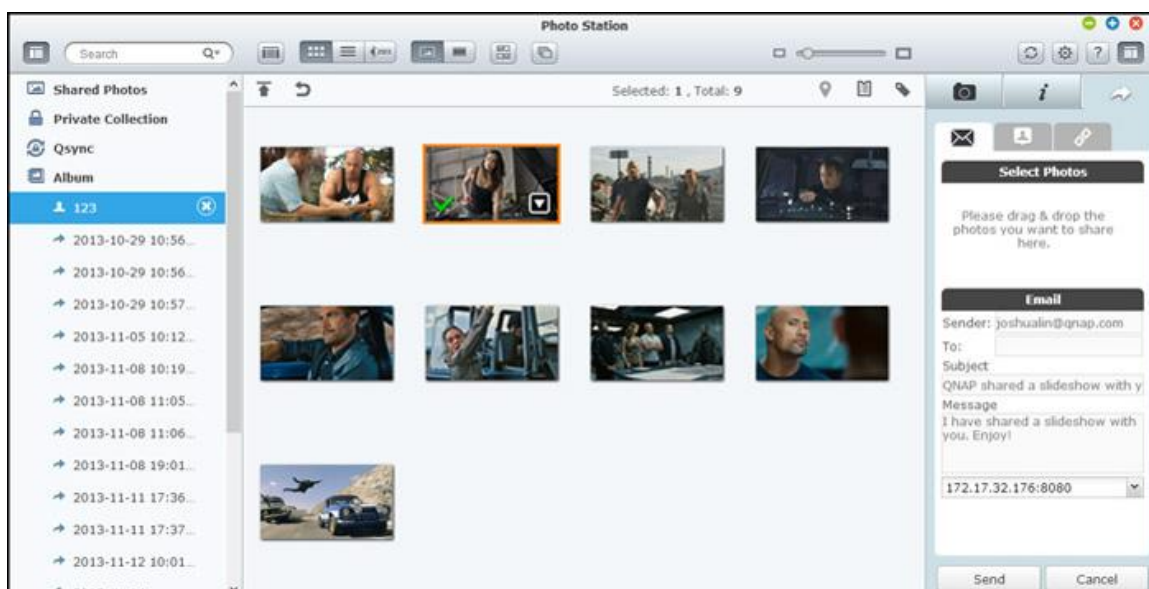 Photo Station
Search
Shared Photos
Private Collection
Qsync
Album
123
2013-10-29 10:56...
2013-10-29 10:56...
2013-10-29 10:57...
2013-11-05 10:12...
2013-11-08 10:19...
2013-11-08 11:05...
2013-11-08 11:06...
2013-11-08 19:01...
2013-11-11 17:36...
2013-11-11 17:37...
2013-11-12 10:01...
Selected: 1 , Total: 9
Select Photos
Please drag & drop the
photos you want to share
here.
Email
Sender: joshualin@qnap.com
To:
Subject
QNAP shared a slideshow with y
Message
I have shared a slideshow with
you. Enjoy!
172.17.32.176:8080
Send Cancel